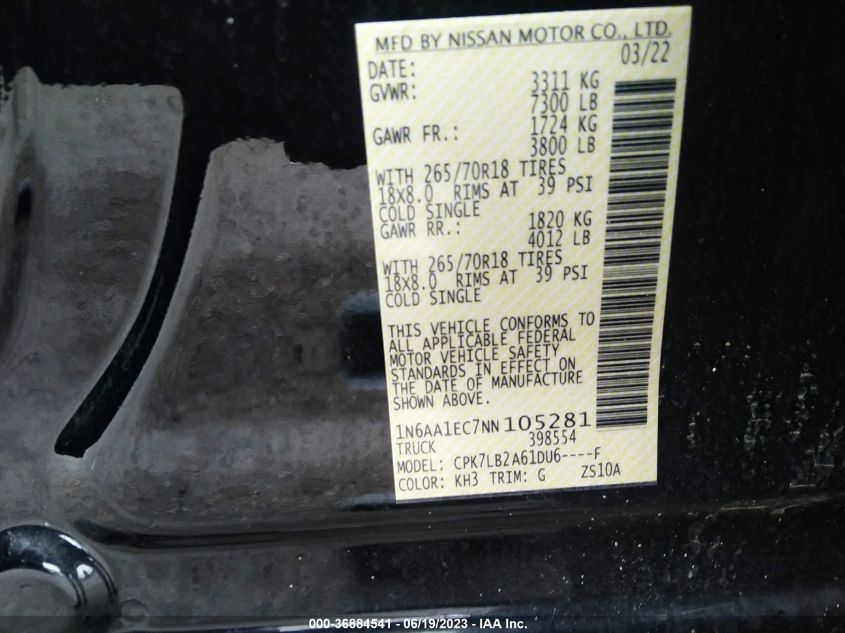 MFD BY NISSAN MOTOR CO., LTD.
DATE: 03/22
GVWR: 3311 KG
7300 LB
GAWR FR.: 1724 KG
3800 LB
WITH 265/70R18 TIRES
18X8.0 RIMS AT 39 PSI
COLD SINGLE
GAWR RR.: 1820 KG
4012 LB
WITH 265/70R18 TIRES
18X8.0 RIMS AT 39 PSI
COLD SINGLE
THIS VEHICLE CONFORMS TO
ALL APPLICABLE FEDERAL
MOTOR VEHICLE SAFETY
STANDARDS IN EFFECT ON
THE DATE OF MANUFACTURE
SHOWN ABOVE.
1N6AA1EC7NN105281
TRUCK 398554
MODEL: CPK7LB2A61DU6----F
COLOR: KH3 TRIM: G ZS10A
000-36884541 - 06/19/2023 - IAA Inc.